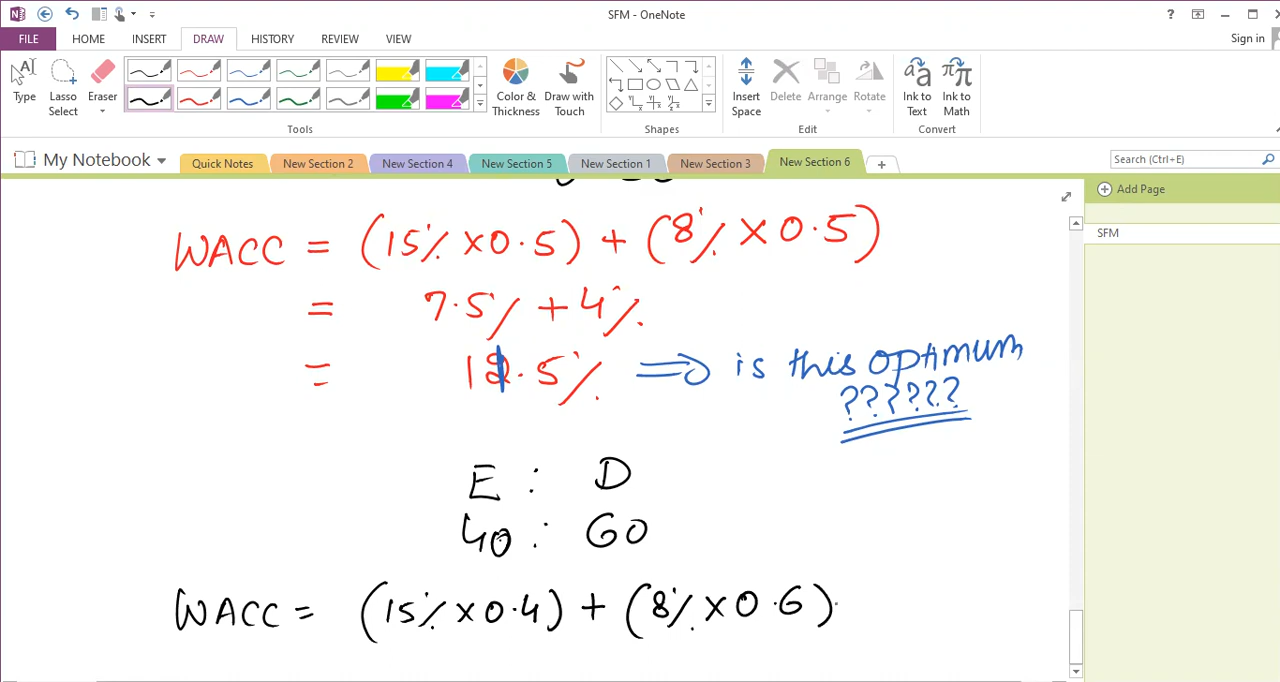 SFM - OneNote
?
FILE HOME INSERT DRAW HISTORY REVIEW VIEW
Sign in
Type
Lasso Select
Eraser
Color & Thickness
Draw with Touch
Insert Space
Delete
Arrange
Rotate
Ink to Text
Ink to Math
Tools
Shapes
Edit
Convert
My Notebook
Quick Notes New Section 2 New Section 4 New Section 5 New Section 1 New Section 3 New Section 6
Search (Ctrl+E)
Add Page
SFM
WACC = (15% X 0.5) + (8% X 0.5)
= 7.5% + 4%
= 11.5% ⇒ is this optimum
??????
E : D
40 : 60
WACC = (15% X 0.4) + (8% X 0.6)